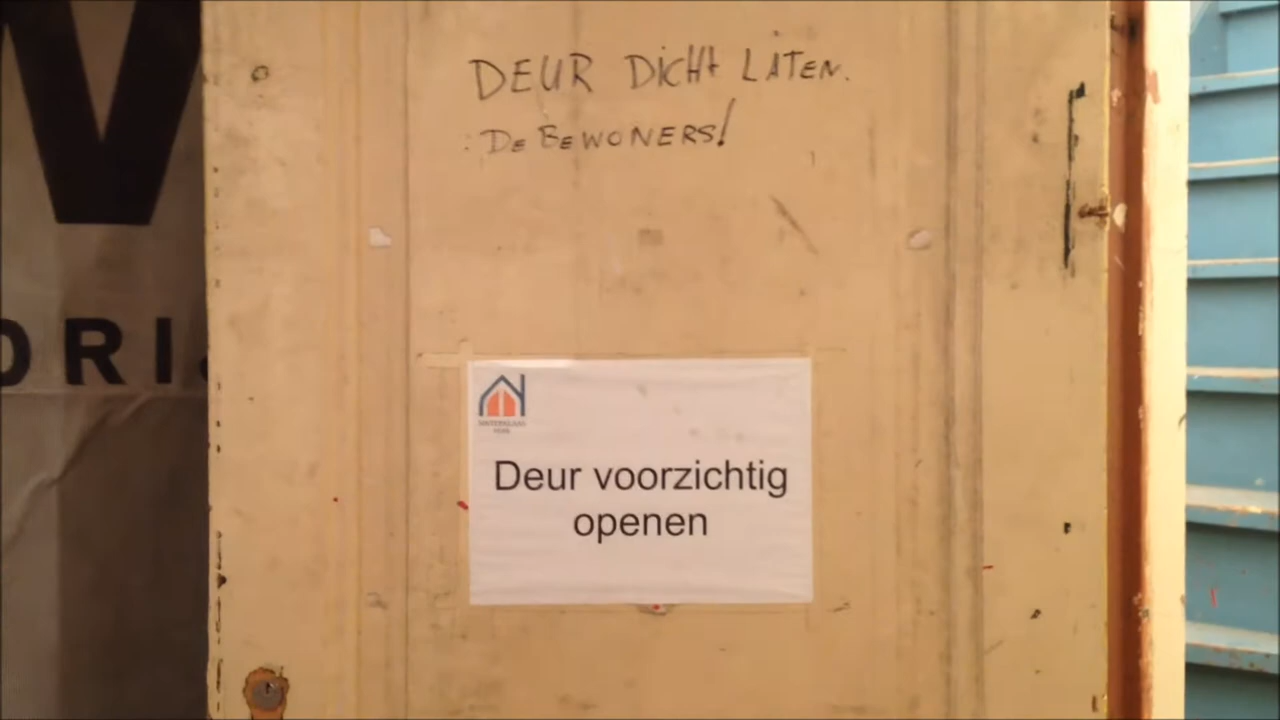 DEUR DICHT LATEN.
: DE BEWONERS!
Deur voorzichtig
openen